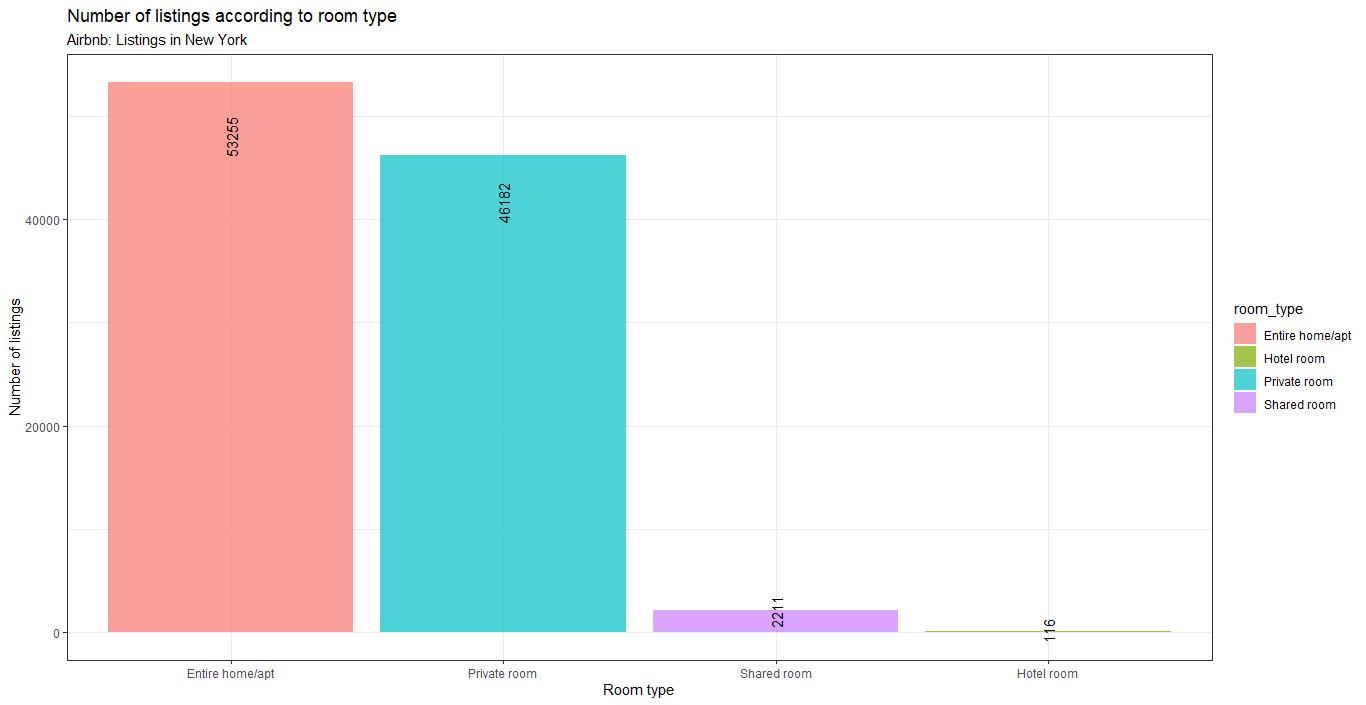 Number of listings according to room type
Airbnb: Listings in New York
53255
46182
2211
116
40000
20000
0
Number of listings
Entire home/apt
Private room
Shared room
Hotel room
Room type
room_type
Entire home/apt
Hotel room
Private room
Shared room